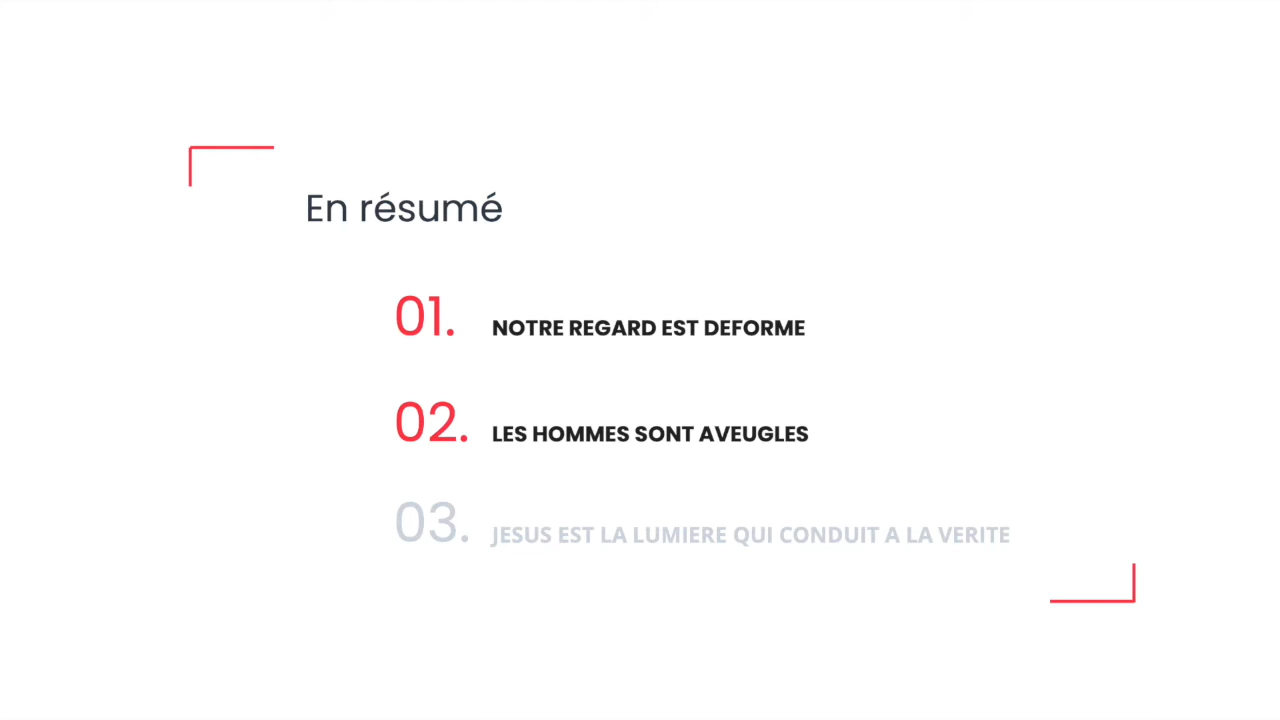 En résumé
01. NOTRE REGARD EST DEFORME
02. LES HOMMES SONT AVEUGLES
03. JESUS EST LA LUMIERE QUI CONDUIT A LA VERITE